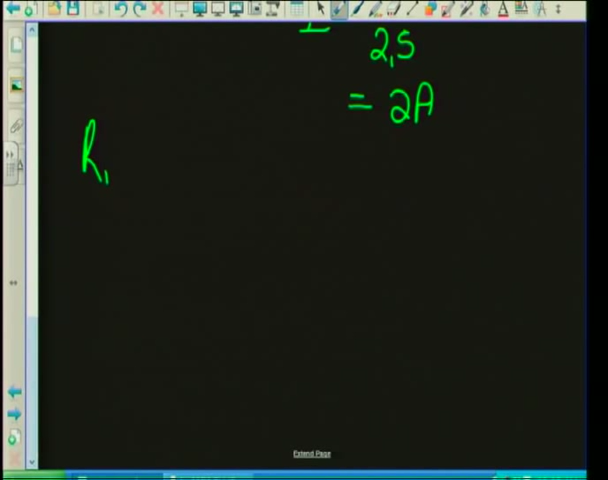 2,5
= 2A
R₁
Extend Page